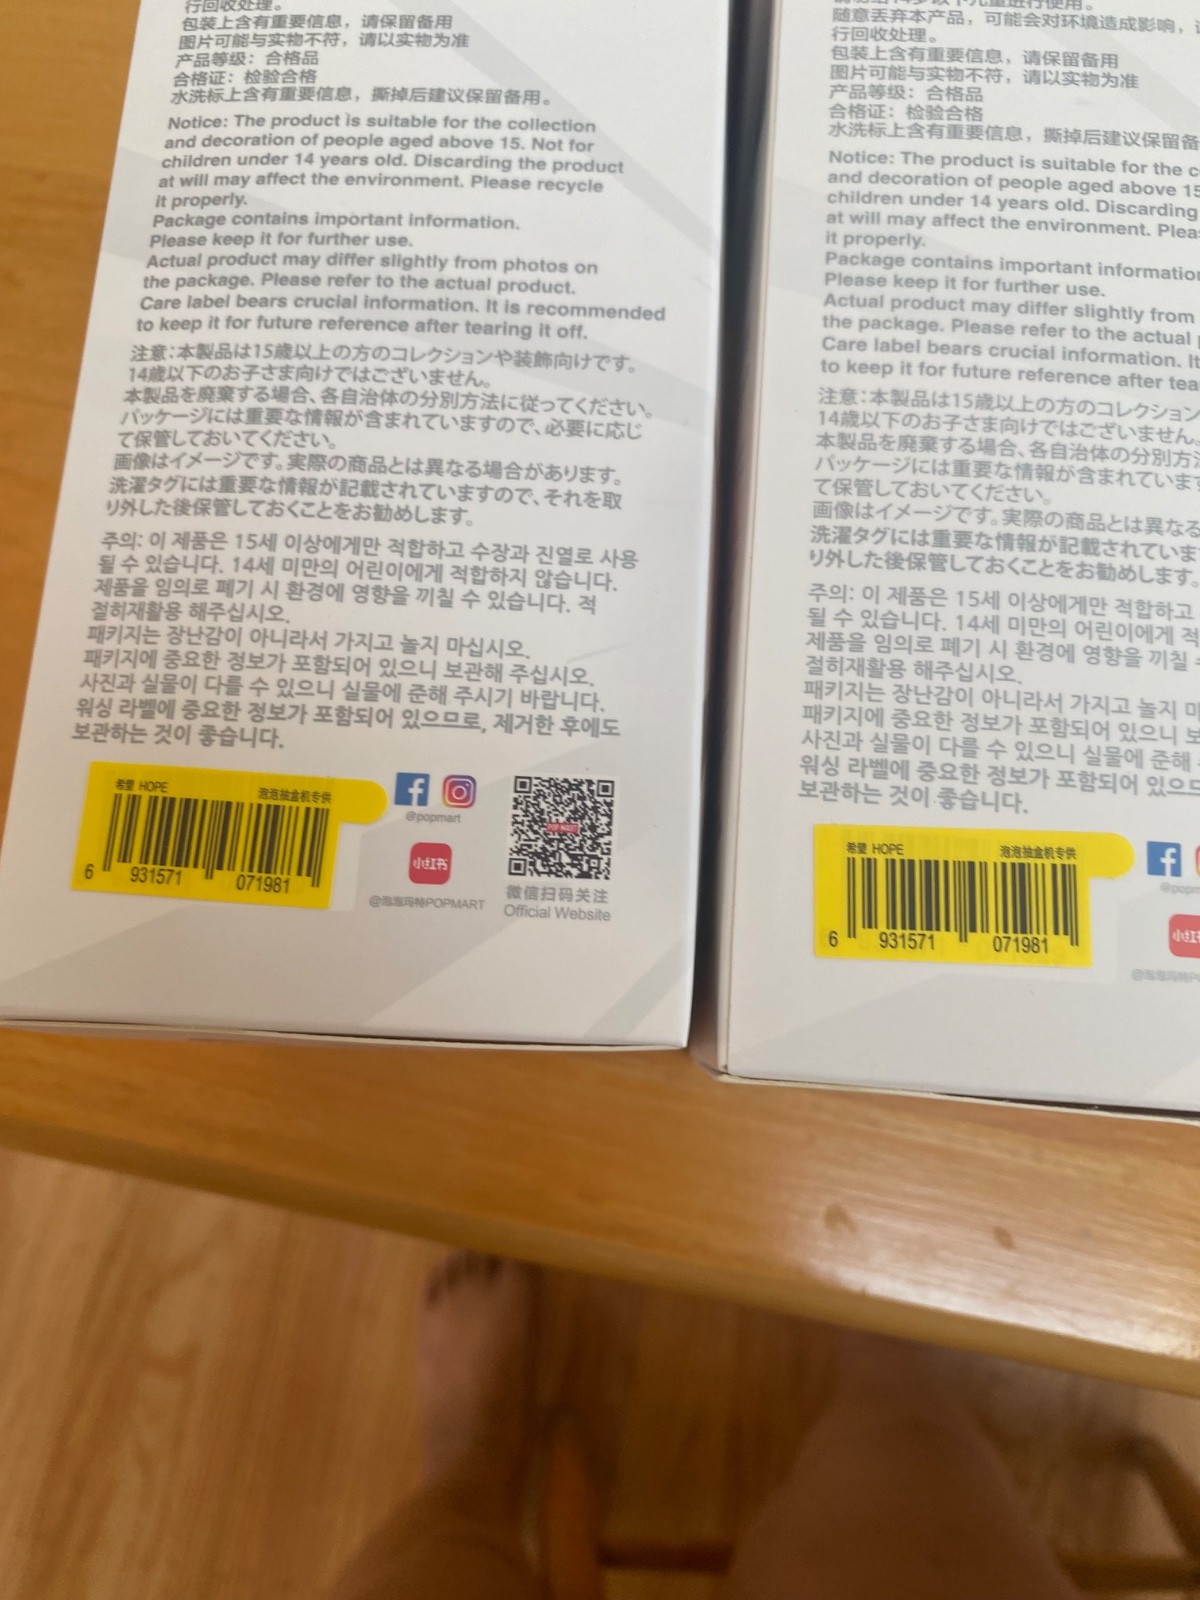 行回收处理。
包装上含有重要信息，请保留备用
图片可能与实物不符，请以实物为准
产品等级：合格品
合格证：检验合格
水洗标上含有重要信息，撕掉后建议保留备用。
Notice: The product is suitable for the collection
and decoration of people aged above 15. Not for
children under 14 years old. Discarding the product
at will may affect the environment. Please recycle
it properly.
Package contains important information.
Please keep it for further use.
Actual product may differ slightly from photos on
the package. Please refer to the actual product.
Care label bears crucial information. It is recommended
to keep it for future reference after tearing it off.
注意：本製品は15歳以上の方のコレクションや装飾向けです。
14歳以下のお子さま向けではございません。
本製品を廃棄する場合、各自治体の分別方法に従ってください。
パッケージには重要な情報が含まれていますので、必要に応じ
て保管しておいてください。
画像はイメージです。実際の商品とは異なる場合があります。
洗濯タグには重要な情報が記載されていますので、それを取
り外した後保管しておくことをお勧めします。
주의: 이 제품은 15세 이상에게만 적합하고 수장과 진열로 사용
될 수 있습니다. 14세 미만의 어린이에게 적합하지 않습니다.
제품을 임의로 폐기 시 환경에 영향을 끼칠 수 있습니다. 적
절히재활용 해주십시오.
패키지는 장난감이 아니라서 가지고 놀지 마십시오.
패키지에 중요한 정보가 포함되어 있으니 보관해 주십시오.
사진과 실물이 다를 수 있으니 실물에 준해 주시기 바랍니다.
워싱 라벨에 중요한 정보가 포함되어 있으므로, 제거한 후에도
보관하는 것이 좋습니다.
希望 HOPE 泡泡抽盒机专供
6 931571 071981
@popmart
小红书
@泡泡玛特POPMART
POP MART
微信扫码关注
Official Website
随意丢弃本产品，可能会对环境造成影响，
行回收处理。
包装上含有重要信息，请保留备用
图片可能与实物不符，请以实物为准
产品等级：合格品
合格证：检验合格
水洗标上含有重要信息，撕掉后建议保留备
Notice: The product is suitable for the
and decoration of people aged above 15
children under 14 years old. Discarding
at will may affect the environment.
it properly.
Package contains important
Please keep it for further use.
Actual product may differ slightly from
the package. Please refer to the actual
Care label bears crucial information. It
to keep it for future reference after
注意：本製品は15歳以上の方のコレクション
14歳以下のお子さま向けではございません。
本製品を廃棄する場合、各自治体の分別方
パッケージには重要な情報が含まれていま
て保管しておいてください。
画像はイメージです。実際の商品とは異なる
洗濯タグには重要な情報が記載されていま
り外した後保管しておくことをお勧めします。
주의: 이 제품은 15세 이상에게만 적합하고
될 수 있습니다. 14세 미만의 어린이에게 적
제품을 임의로 폐기 시 환경에 영향을 끼칠
절히재활용 해주십시오.
패키지는 장난감이 아니라서 가지고 놀지
패키지에 중요한 정보가 포함되어 있으니
사진과 실물이 다를 수 있으니 실물에 준해
워싱 라벨에 중요한 정보가 포함되어
보관하는 것이 좋습니다.
希望 HOPE 泡泡抽盒机专供
6 931571 071981